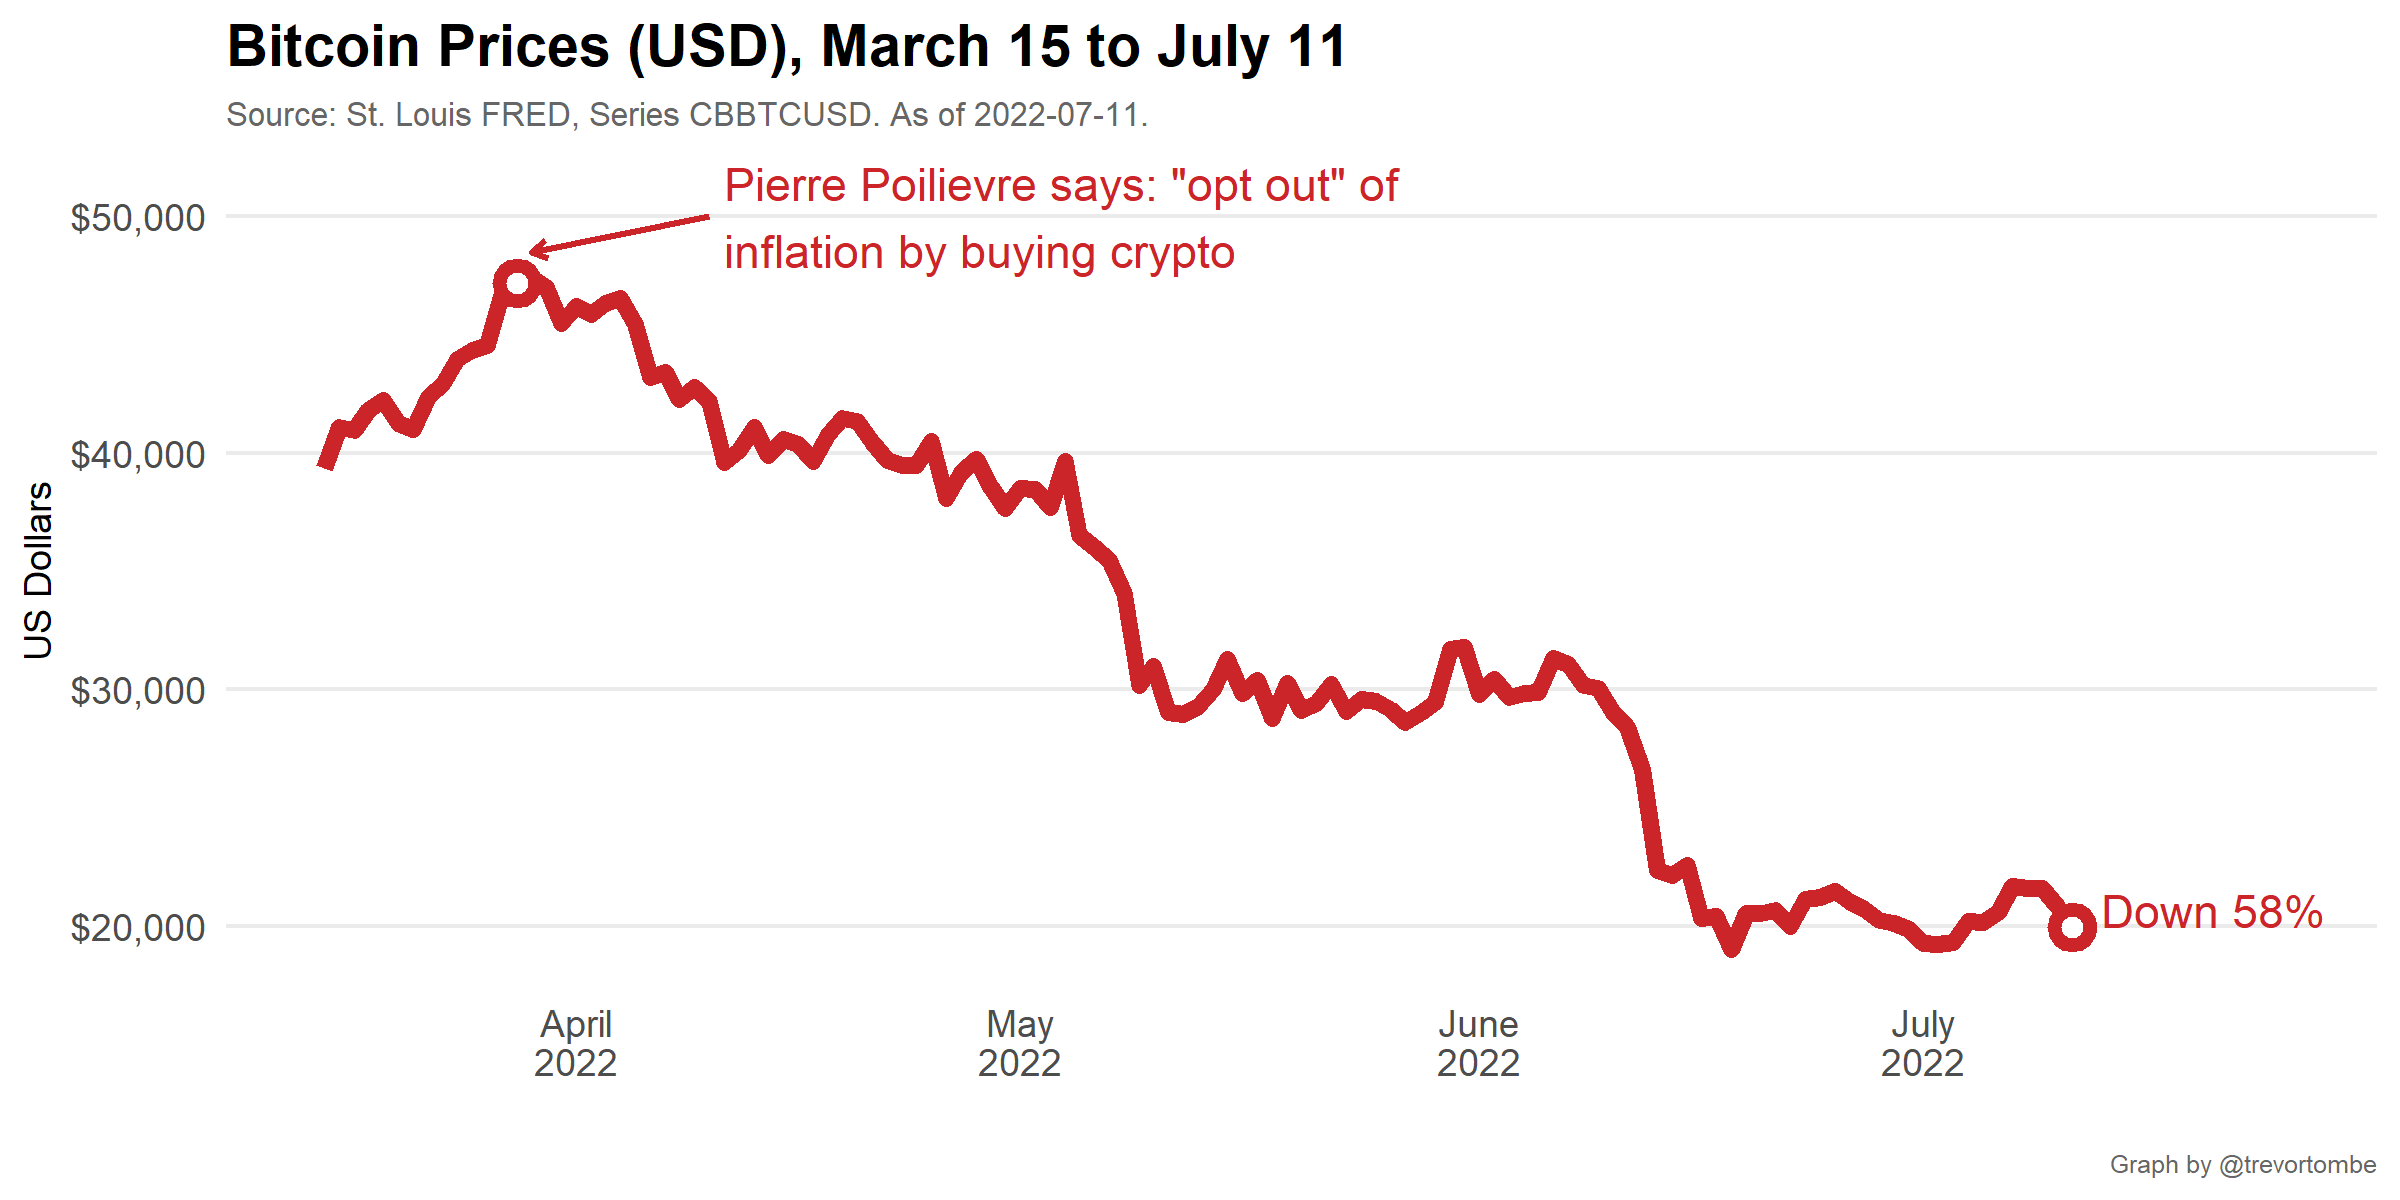 Bitcoin Prices (USD), March 15 to July 11
Source: St. Louis FRED, Series CBBTCUSD. As of 2022-07-11.
Pierre Poilievre says: "opt out" of
inflation by buying crypto
$50,000
$40,000
$30,000
$20,000
US Dollars
Down 58%
April
2022
May
2022
June
2022
July
2022
Graph by @trevortombe